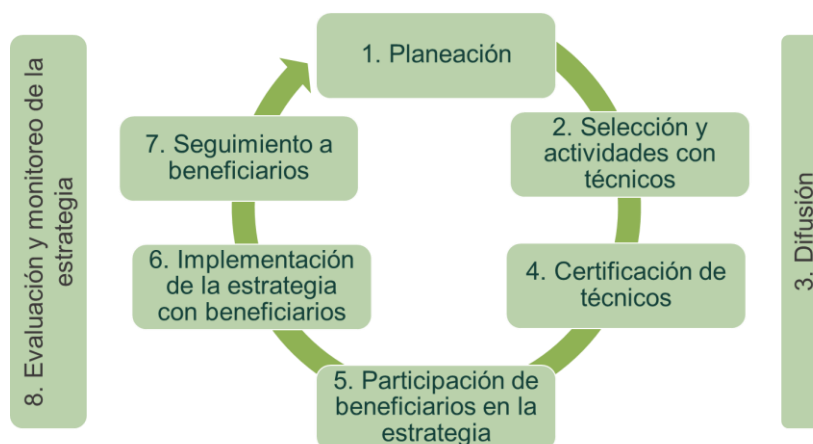 1. Planeación
2. Selección y
actividades con
técnicos
3. Difusión
4. Certificación de
técnicos
5. Participación de
beneficiarios en la
estrategia
6. Implementación
de la estrategia
con beneficiarios
7. Seguimiento a
beneficiarios
8. Evaluación y monitoreo de la
estrategia